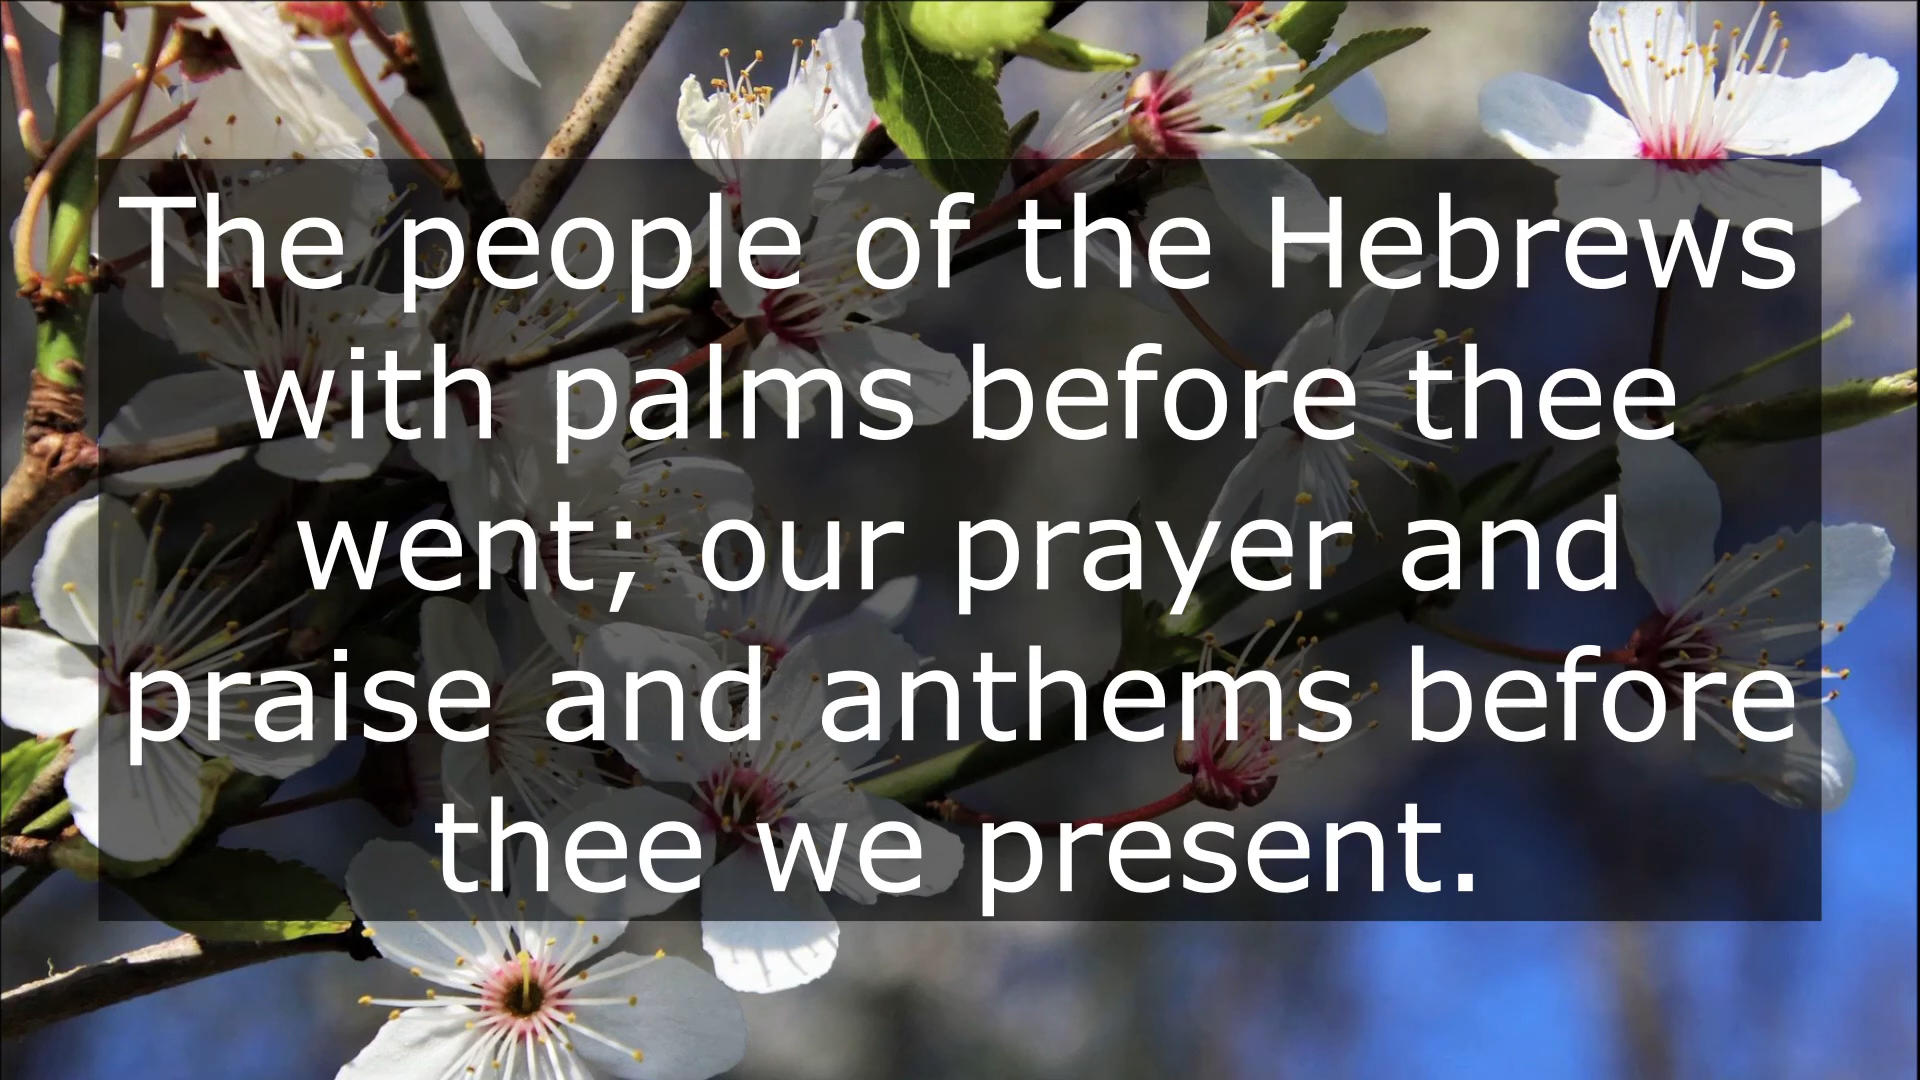 The people of the Hebrews
with palms before thee
went; our prayer and
praise and anthems before
thee we present.